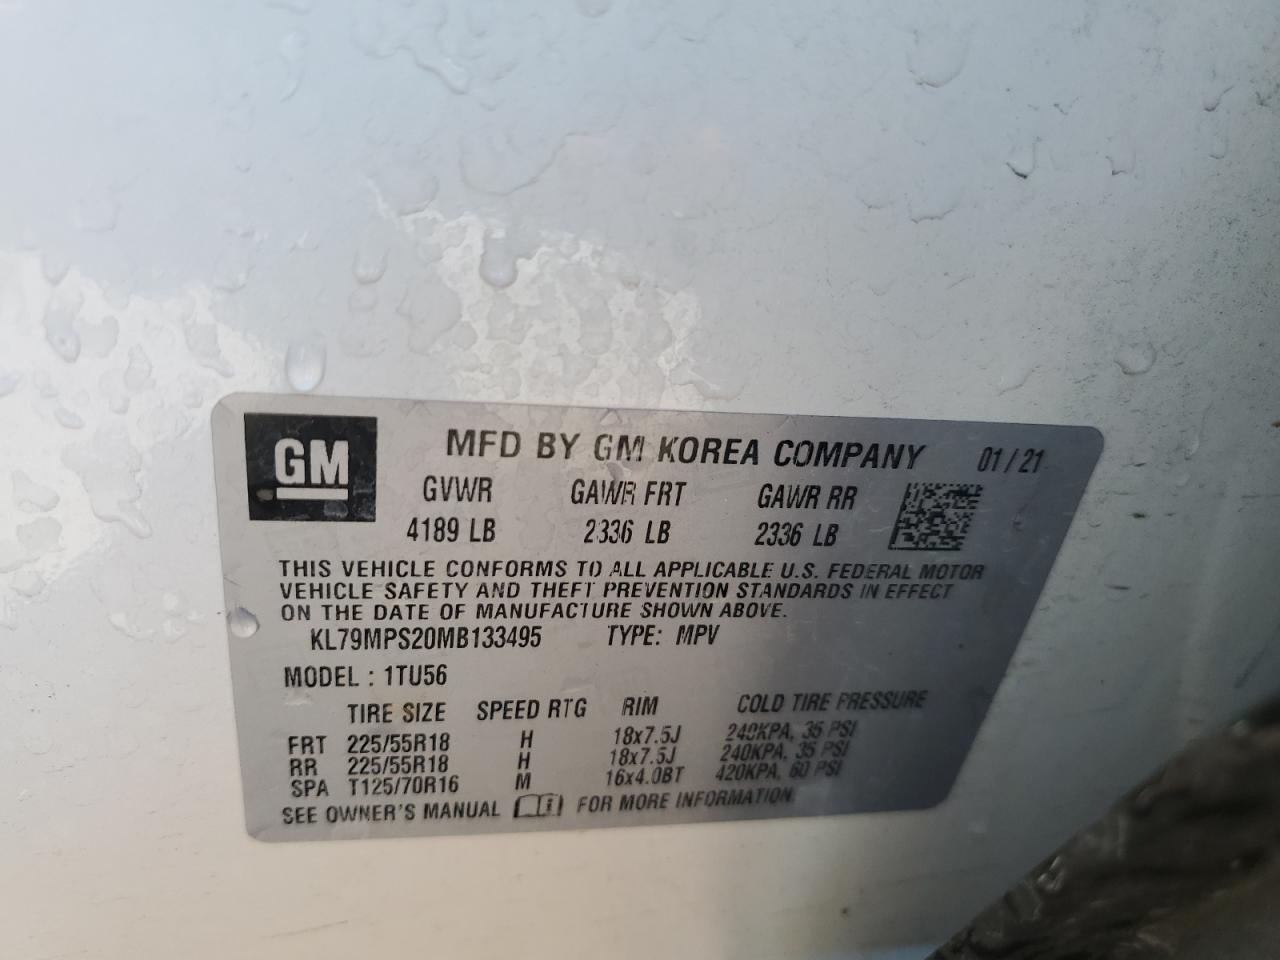 GM
MFD BY GM KOREA COMPANY 01/21
GVWR GAWR FRT GAWR RR
4189 LB 2336 LB 2336 LB
THIS VEHICLE CONFORMS TO ALL APPLICABLE U.S. FEDERAL MOTOR
VEHICLE SAFETY AND THEFT PREVENTION STANDARDS IN EFFECT
ON THE DATE OF MANUFACTURE SHOWN ABOVE.
KL79MPS20MB133495 TYPE: MPV
MODEL : 1TU56
TIRE SIZE SPEED RTG RIM COLD TIRE PRESSURE
FRT 225/55R18 H 18x7.5J 240KPA, 35 PSI
RR 225/55R18 H 18x7.5J 240KPA, 35 PSI
SPA T125/70R16 M 16x4.0BT 420KPA, 60 PSI
SEE OWNER'S MANUAL FOR MORE INFORMATION